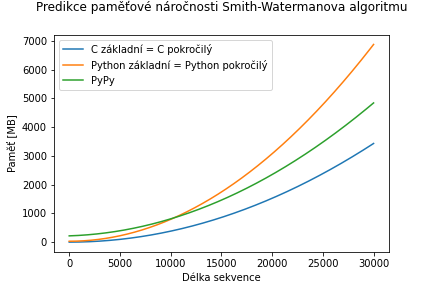 Predikce paměťové náročnosti Smith-Watermanova algoritmu
7000
6000
5000
4000
3000
2000
1000
0
Paměť [MB]
C základní = C pokročilý
Python základní = Python pokročilý
PyPy
0 5000 10000 15000 20000 25000 30000
Délka sekvence